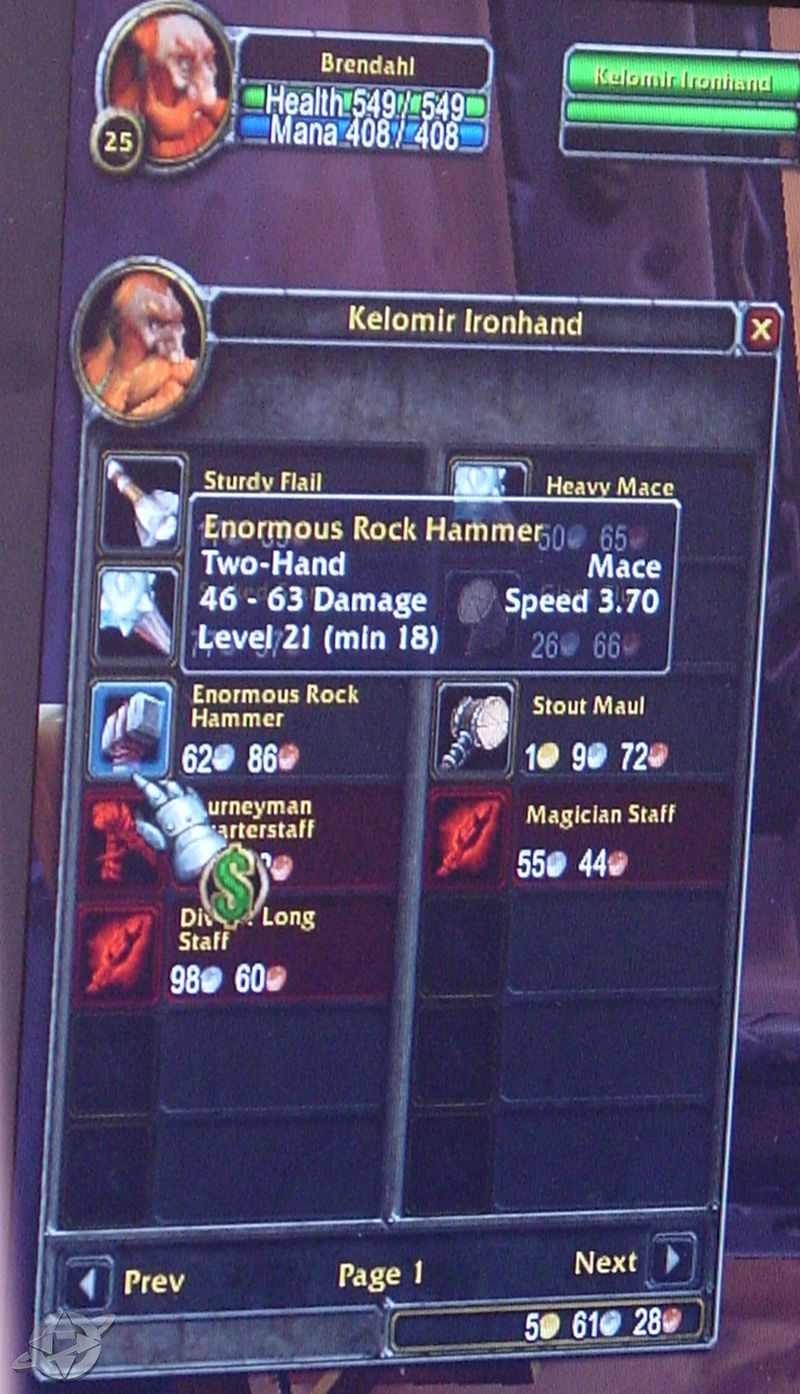 Brendahl
Health 549 / 549
Mana 408 / 408
25
Kelomir Ironhand
Kelomir Ironhand
Sturdy Flail
Heavy Mace
50 65
Enormous Rock Hammer
Two-Hand Mace
46 - 63 Damage Speed 3.70
Level 21 (min 18)
26 66
Enormous Rock
Hammer
62 86
Stout Maul
1 9 72
urneyman
arterstaff
Magician Staff
55 44
Long
Staff
98 60
Prev
Page 1
Next
5 61 28